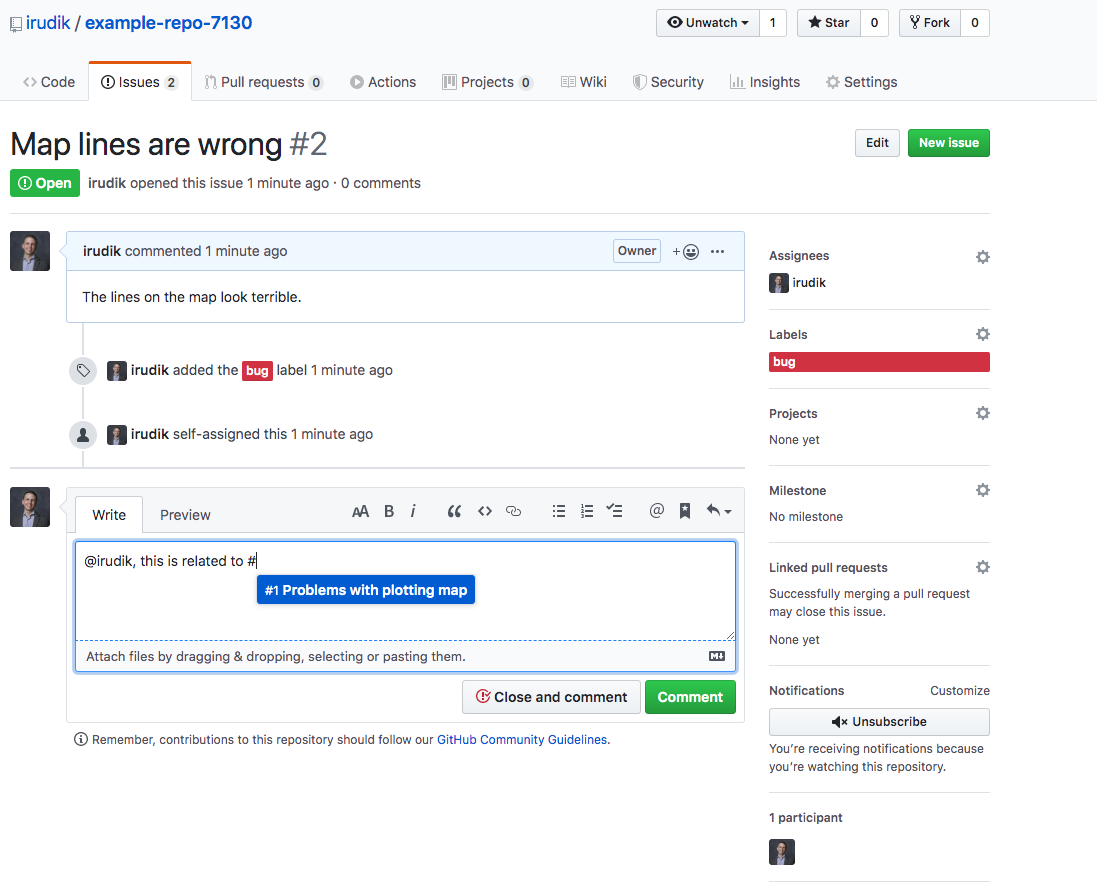 irudik / example-repo-7130
Unwatch 1 Star 0 Fork 0
Code Issues 2 Pull requests 0 Actions Projects 0 Wiki Security Insights Settings
Map lines are wrong #2
Edit New issue
Open irudik opened this issue 1 minute ago · 0 comments
irudik commented 1 minute ago Owner
The lines on the map look terrible.
irudik added the bug label 1 minute ago
irudik self-assigned this 1 minute ago
Write Preview
@irudik, this is related to #
#1 Problems with plotting map
Attach files by dragging & dropping, selecting or pasting them.
Close and comment Comment
Remember, contributions to this repository should follow our GitHub Community Guidelines.
Assignees
irudik
Labels
bug
Projects
None yet
Milestone
No milestone
Linked pull requests
Successfully merging a pull request
may close this issue.
None yet
Notifications Customize
Unsubscribe
You’re receiving notifications because
you’re watching this repository.
1 participant